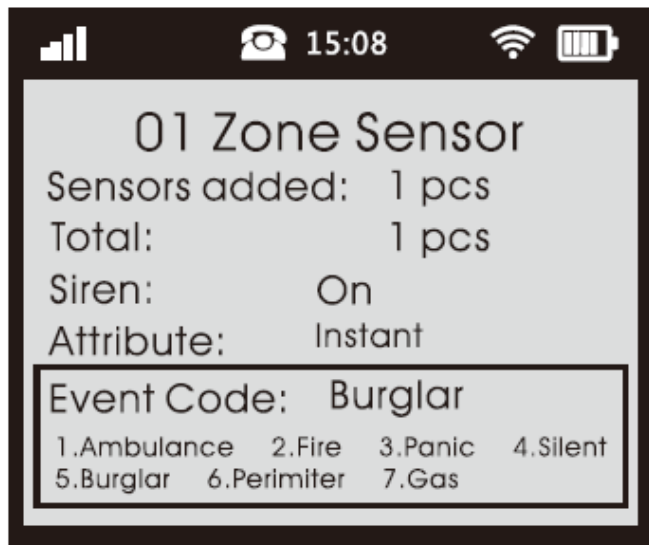 15:08
01 Zone Sensor
Sensors added: 1 pcs
Total: 1 pcs
Siren: On
Attribute: Instant
Event Code: Burglar
1.Ambulance 2.Fire 3.Panic 4.Silent
5.Burglar 6.Perimiter 7.Gas